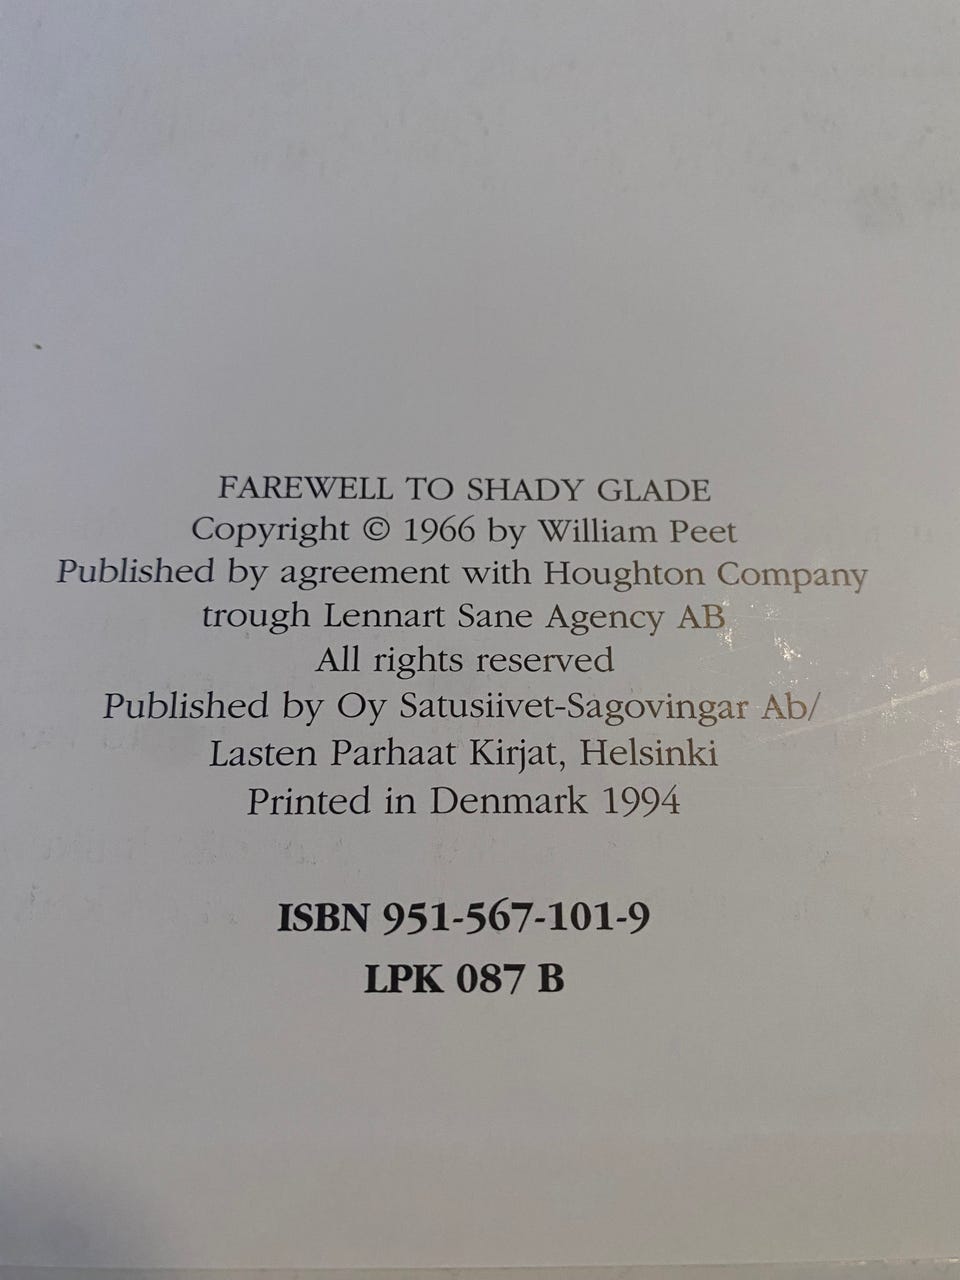 FAREWELL TO SHADY GLADE
Copyright © 1966 by William Peet
Published by agreement with Houghton Company
trough Lennart Sane Agency AB
All rights reserved
Published by Oy Satusiivet-Sagovingar Ab/
Lasten Parhaat Kirjat, Helsinki
Printed in Denmark 1994
ISBN 951-567-101-9
LPK 087 B